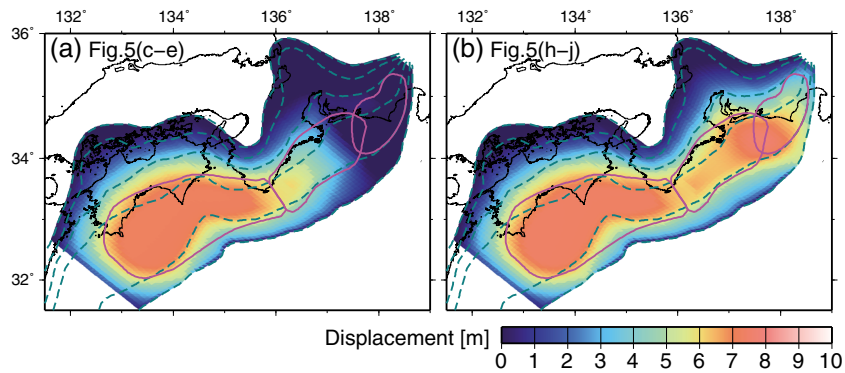 132˚ 134˚ 136˚ 138˚ 132˚ 134˚ 136˚ 138˚
36˚
(a) Fig.5(c–e) (b) Fig.5(h–j)
34˚
32˚
Displacement [m]
0 1 2 3 4 5 6 7 8 9 10